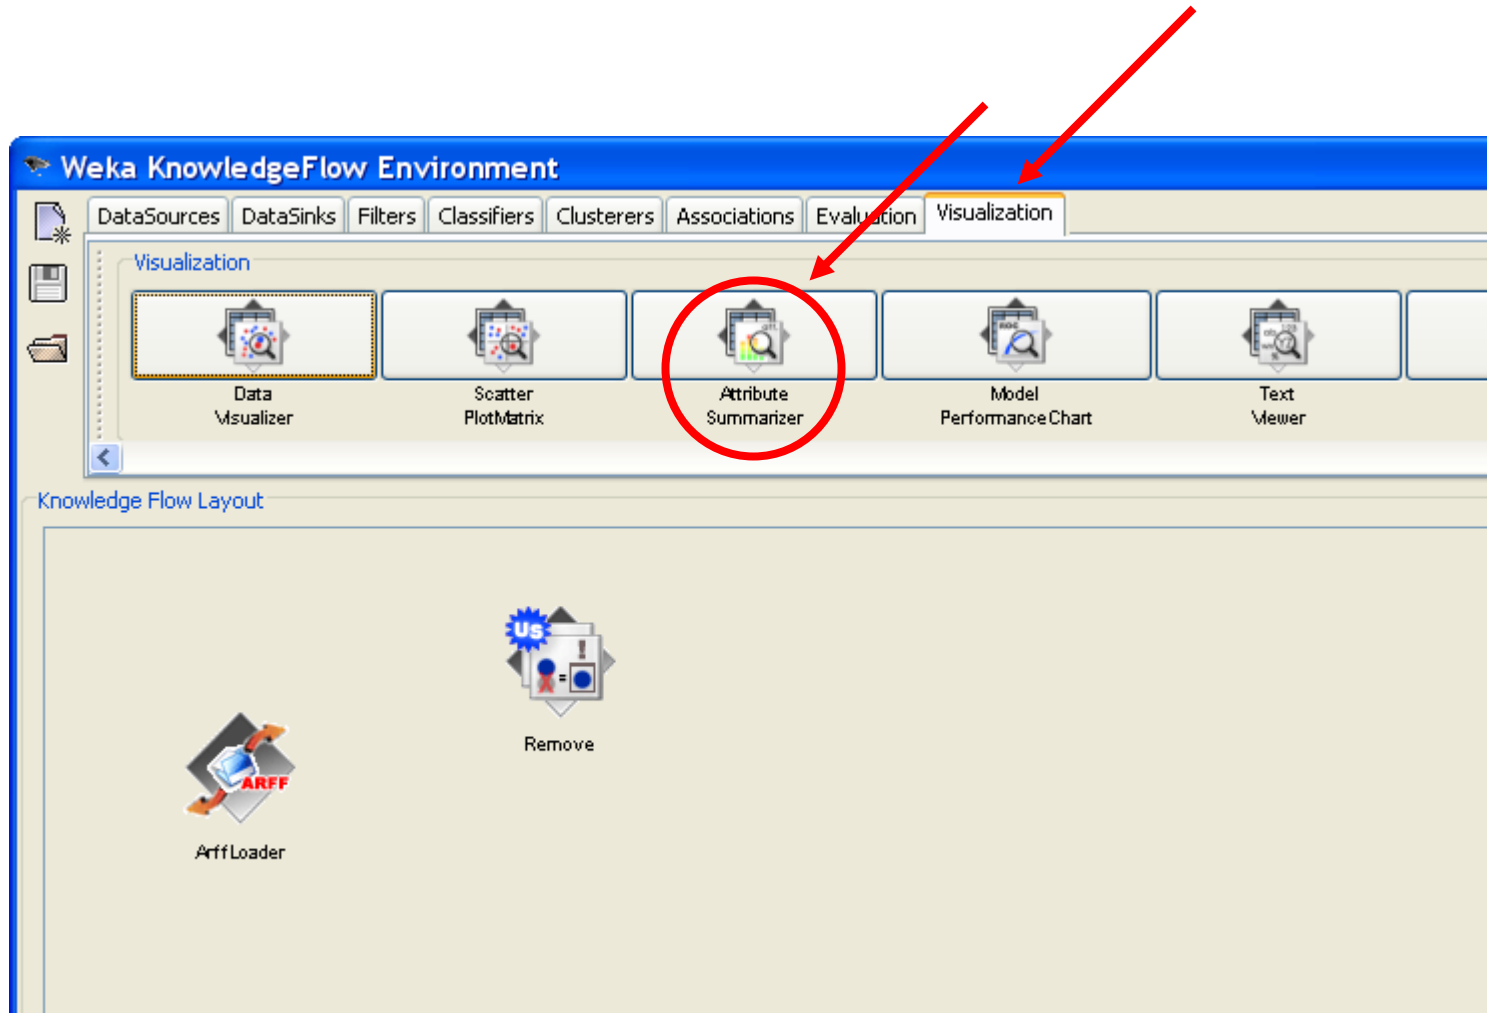 Weka KnowledgeFlow Environment
DataSources DataSinks Filters Classifiers Clusterers Associations Evaluation Visualization
Visualization
Data Visualizer
Scatter PlotMatrix
Attribute Summarizer
Model PerformanceChart
Text Viewer
Knowledge Flow Layout
Us
Remove
ARFF
ArffLoader